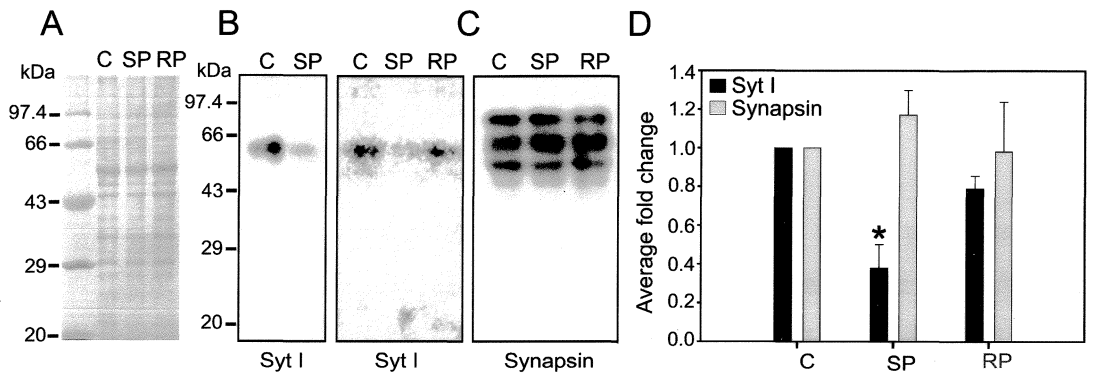 A
B
C
D
C SP RP
kDa
97.4
66
43
29
20
kDa
97.4
66
43
29
20
C SP
C SP RP
Syt I
Syt I
C SP RP
Synapsin
Average fold change
1.4
1.2
1.0
0.8
0.6
0.4
0.2
0.0
Syt I
Synapsin
*
C SP RP